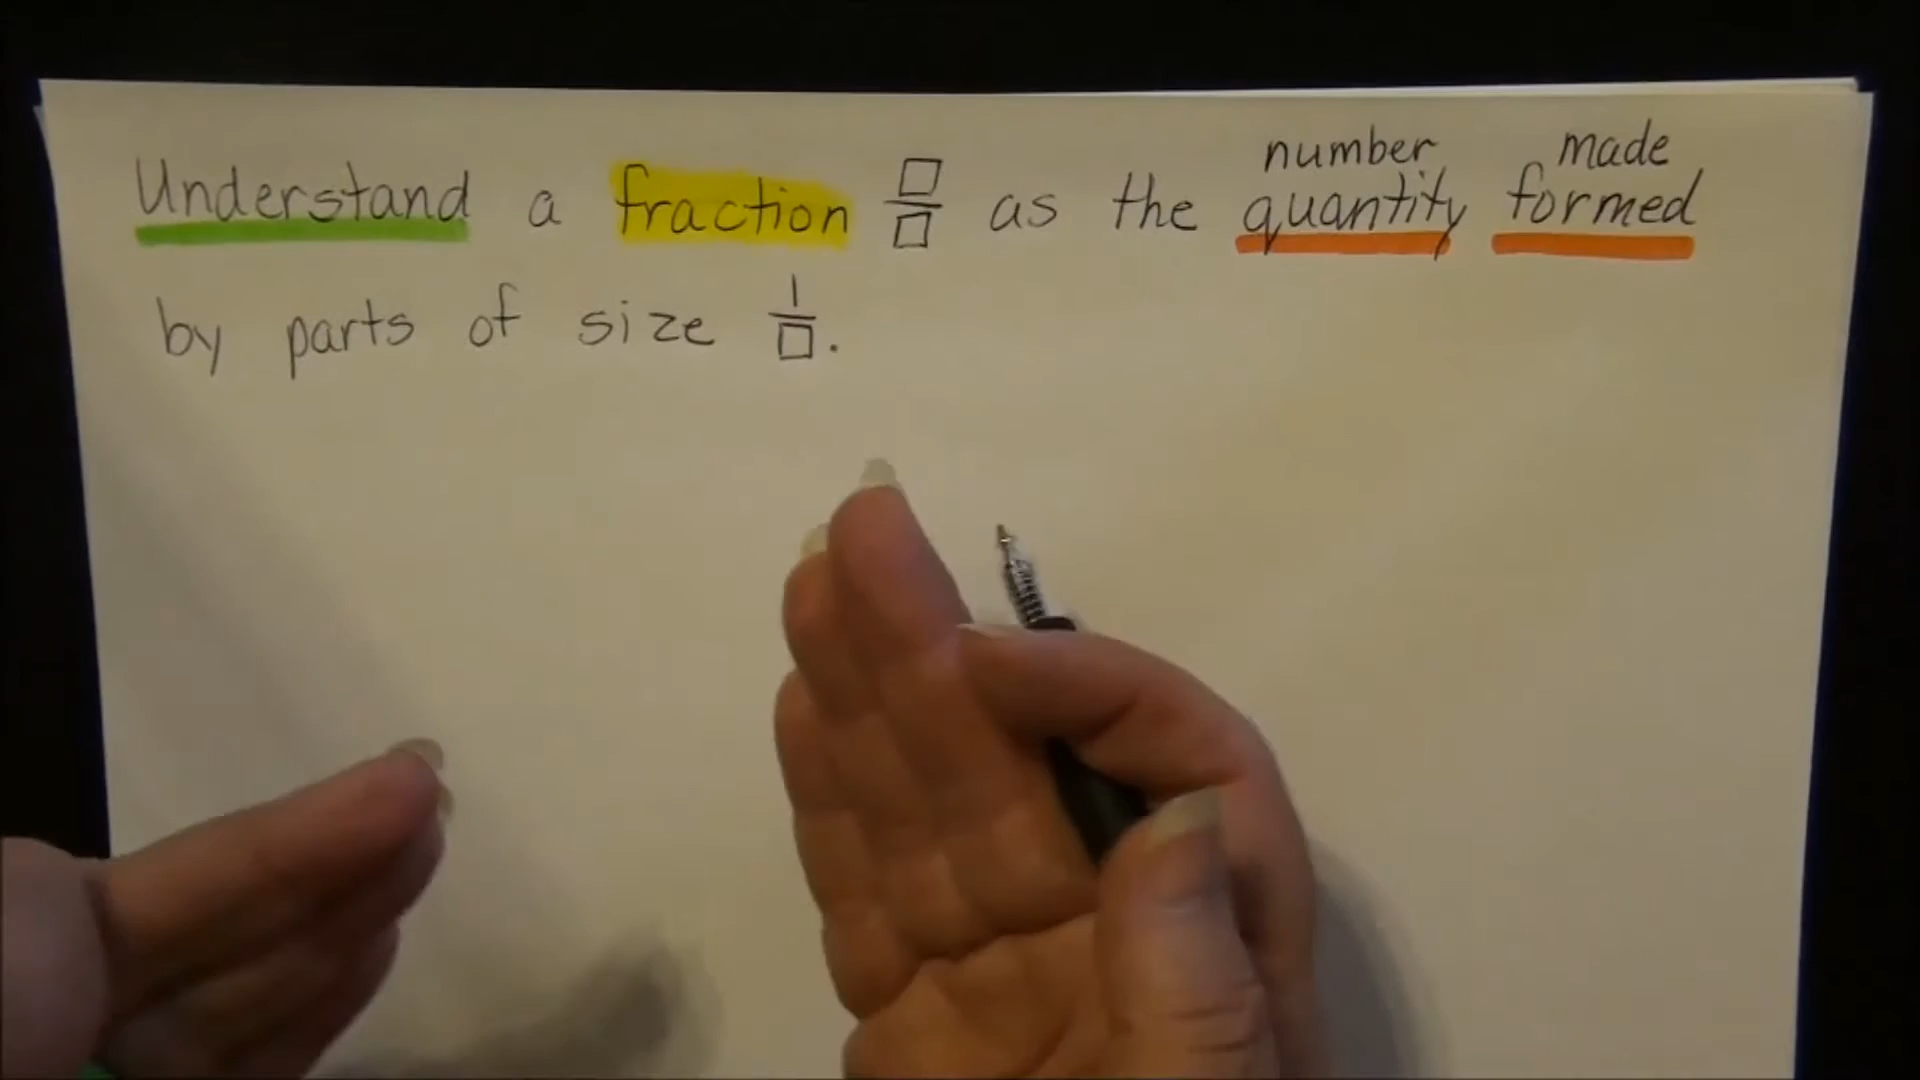 number made
Understand a fraction □/□ as the quantity formed
by parts of size 1/□.